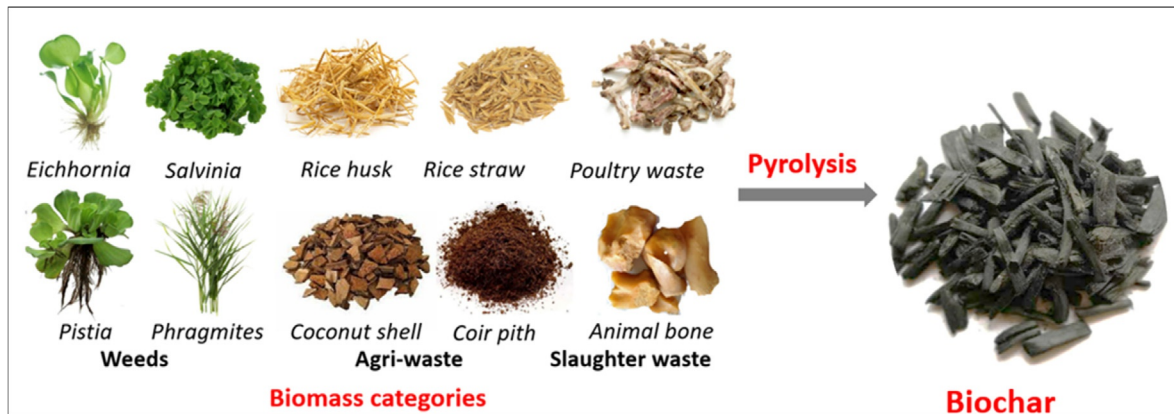 Eichhornia Salvinia Rice husk Rice straw Poultry waste
Pyrolysis
Pistia Phragmites Coconut shell Coir pith Animal bone
Weeds Agri-waste Slaughter waste
Biomass categories
Biochar